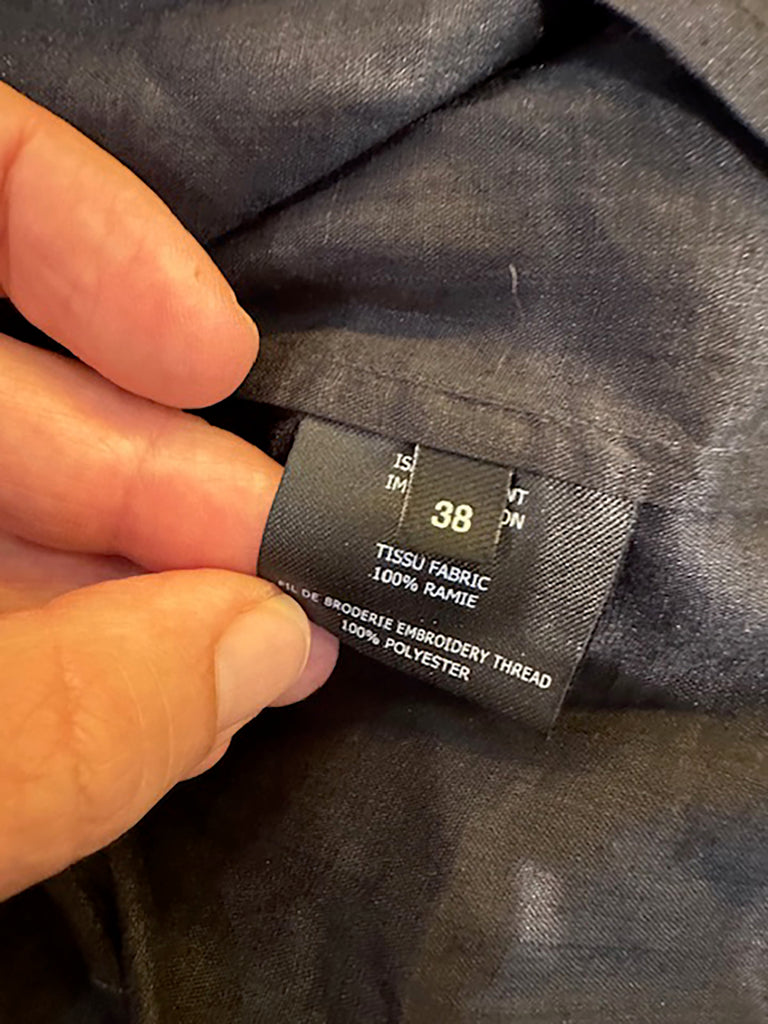 38
TISSU FABRIC
100% RAMIE
FIL DE BRODERIE EMBROIDERY THREAD
100% POLYESTER